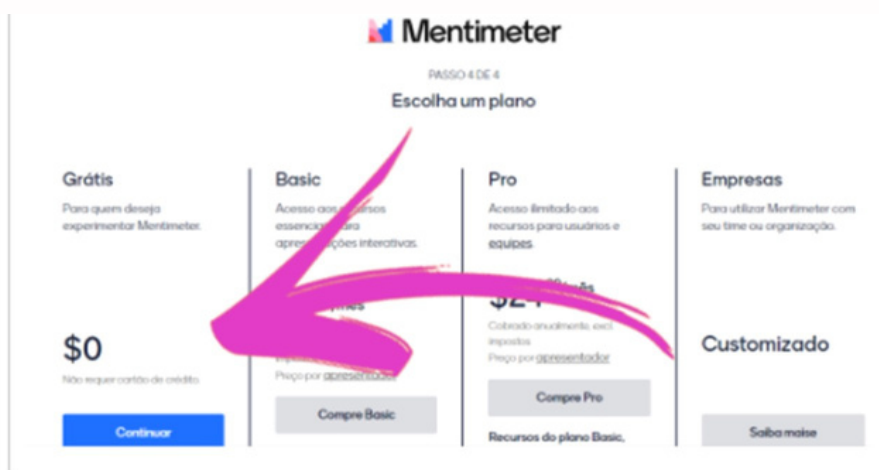 Mentimeter
PASSO 4 DE 4
Escolha um plano
Grátis
Para quem deseja
experimentar Mentimeter.
$0
Não requer cartão de crédito.
Continuar
Basic
Acesso aos
essenciais
interativas.
Preço por apresentador
Compre Basic
Pro
Acesso ilimitado aos
recursos para usuários e
equipes.
Cobrado anualmente, excl.
impostos
Preço por apresentador
Compre Pro
Recursos do plano Basic,
Empresas
Para utilizar Mentimeter com
seu time ou organização.
Customizado
Saiba maise